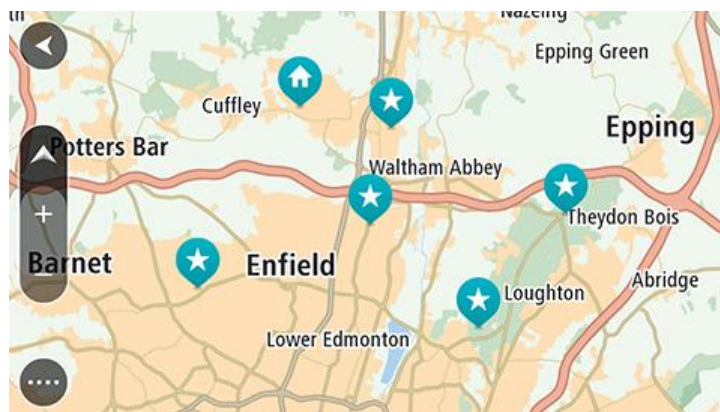 Nazeing
Epping Green
Cuffley
Epping
Potters Bar
Waltham Abbey
Theydon Bois
Barnet
Enfield
Loughton
Abridge
Lower Edmonton